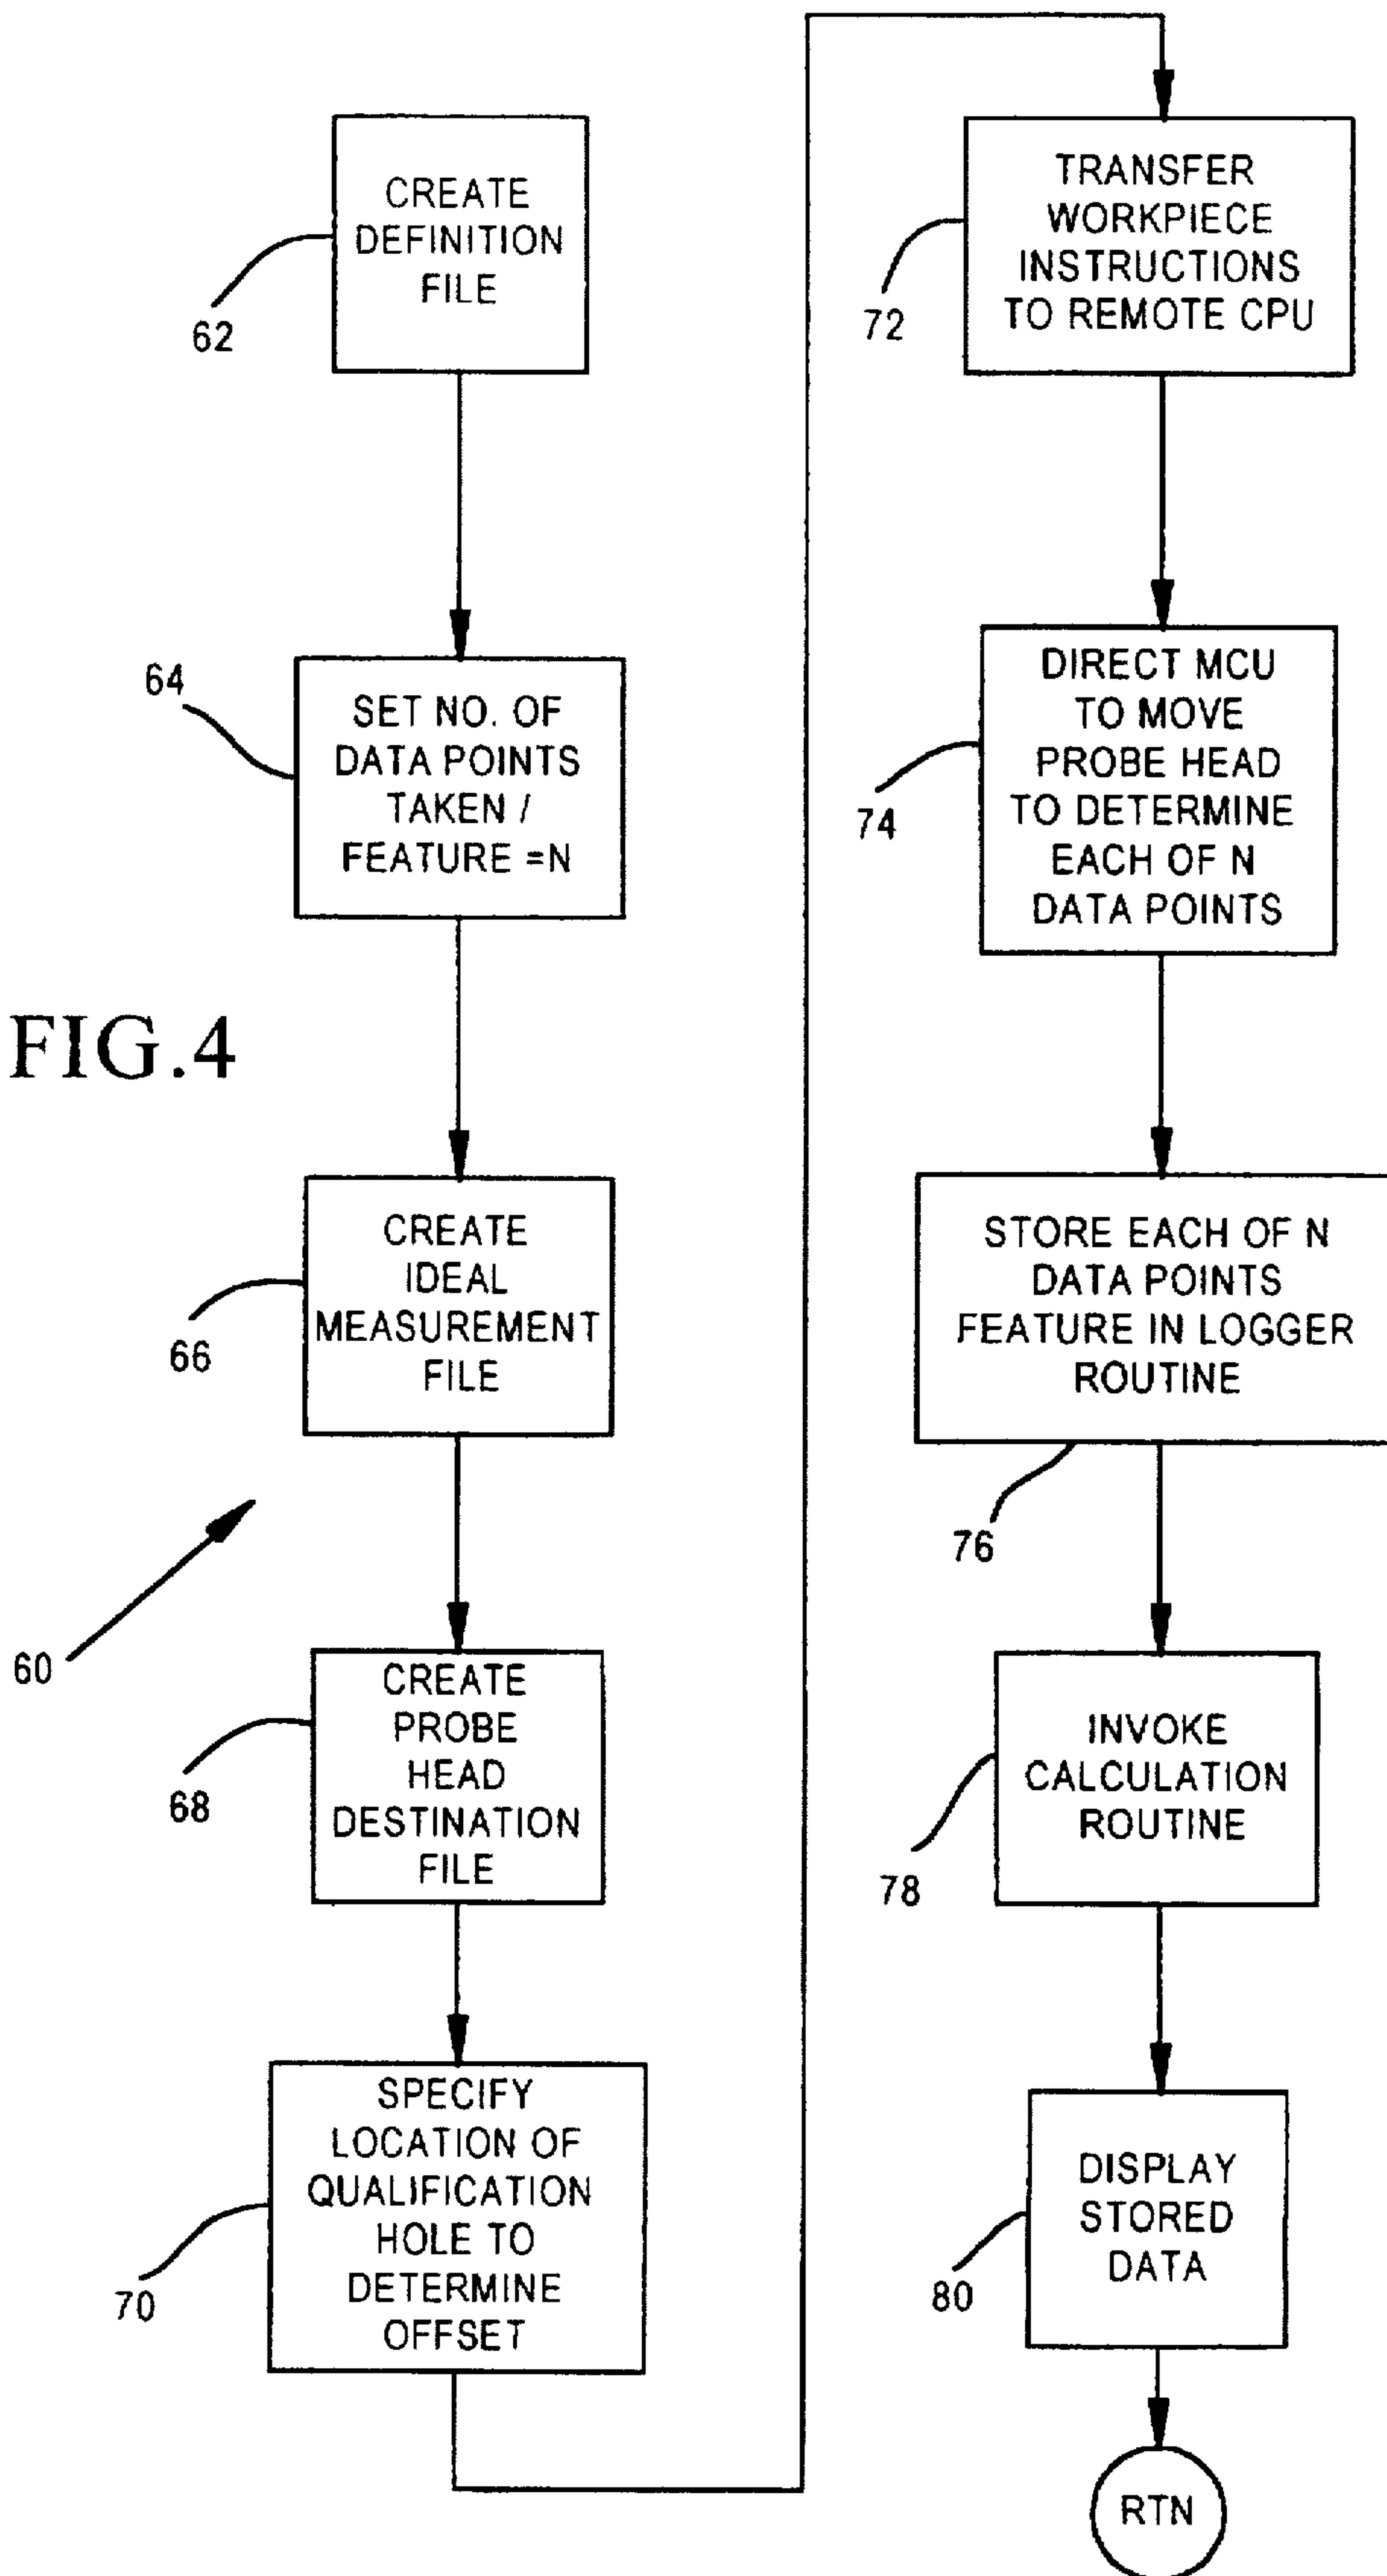 CREATE
DEFINITION
FILE
62
64
SET NO. OF
DATA POINTS
TAKEN /
FEATURE =N
FIG.4
CREATE
IDEAL
MEASUREMENT
FILE
66
60
CREATE
PROBE
HEAD
DESTINATION
FILE
68
SPECIFY
LOCATION OF
QUALIFICATION
HOLE TO
DETERMINE
OFFSET
70
TRANSFER
WORKPIECE
INSTRUCTIONS
TO REMOTE CPU
72
DIRECT MCU
TO MOVE
PROBE HEAD
TO DETERMINE
EACH OF N
DATA POINTS
74
STORE EACH OF N
DATA POINTS
FEATURE IN LOGGER
ROUTINE
76
INVOKE
CALCULATION
ROUTINE
78
DISPLAY
STORED
DATA
80
RTN